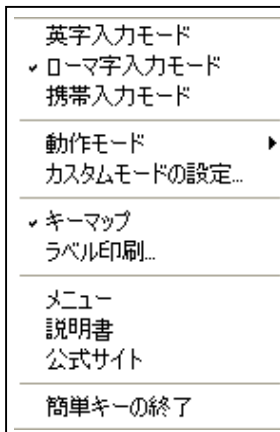 英字入力モード
ローマ字入力モード
携帯入力モード
動作モード
カスタムモードの設定...
キーマップ
ラベル印刷...
メニュー
説明書
公式サイト
簡単キーの終了